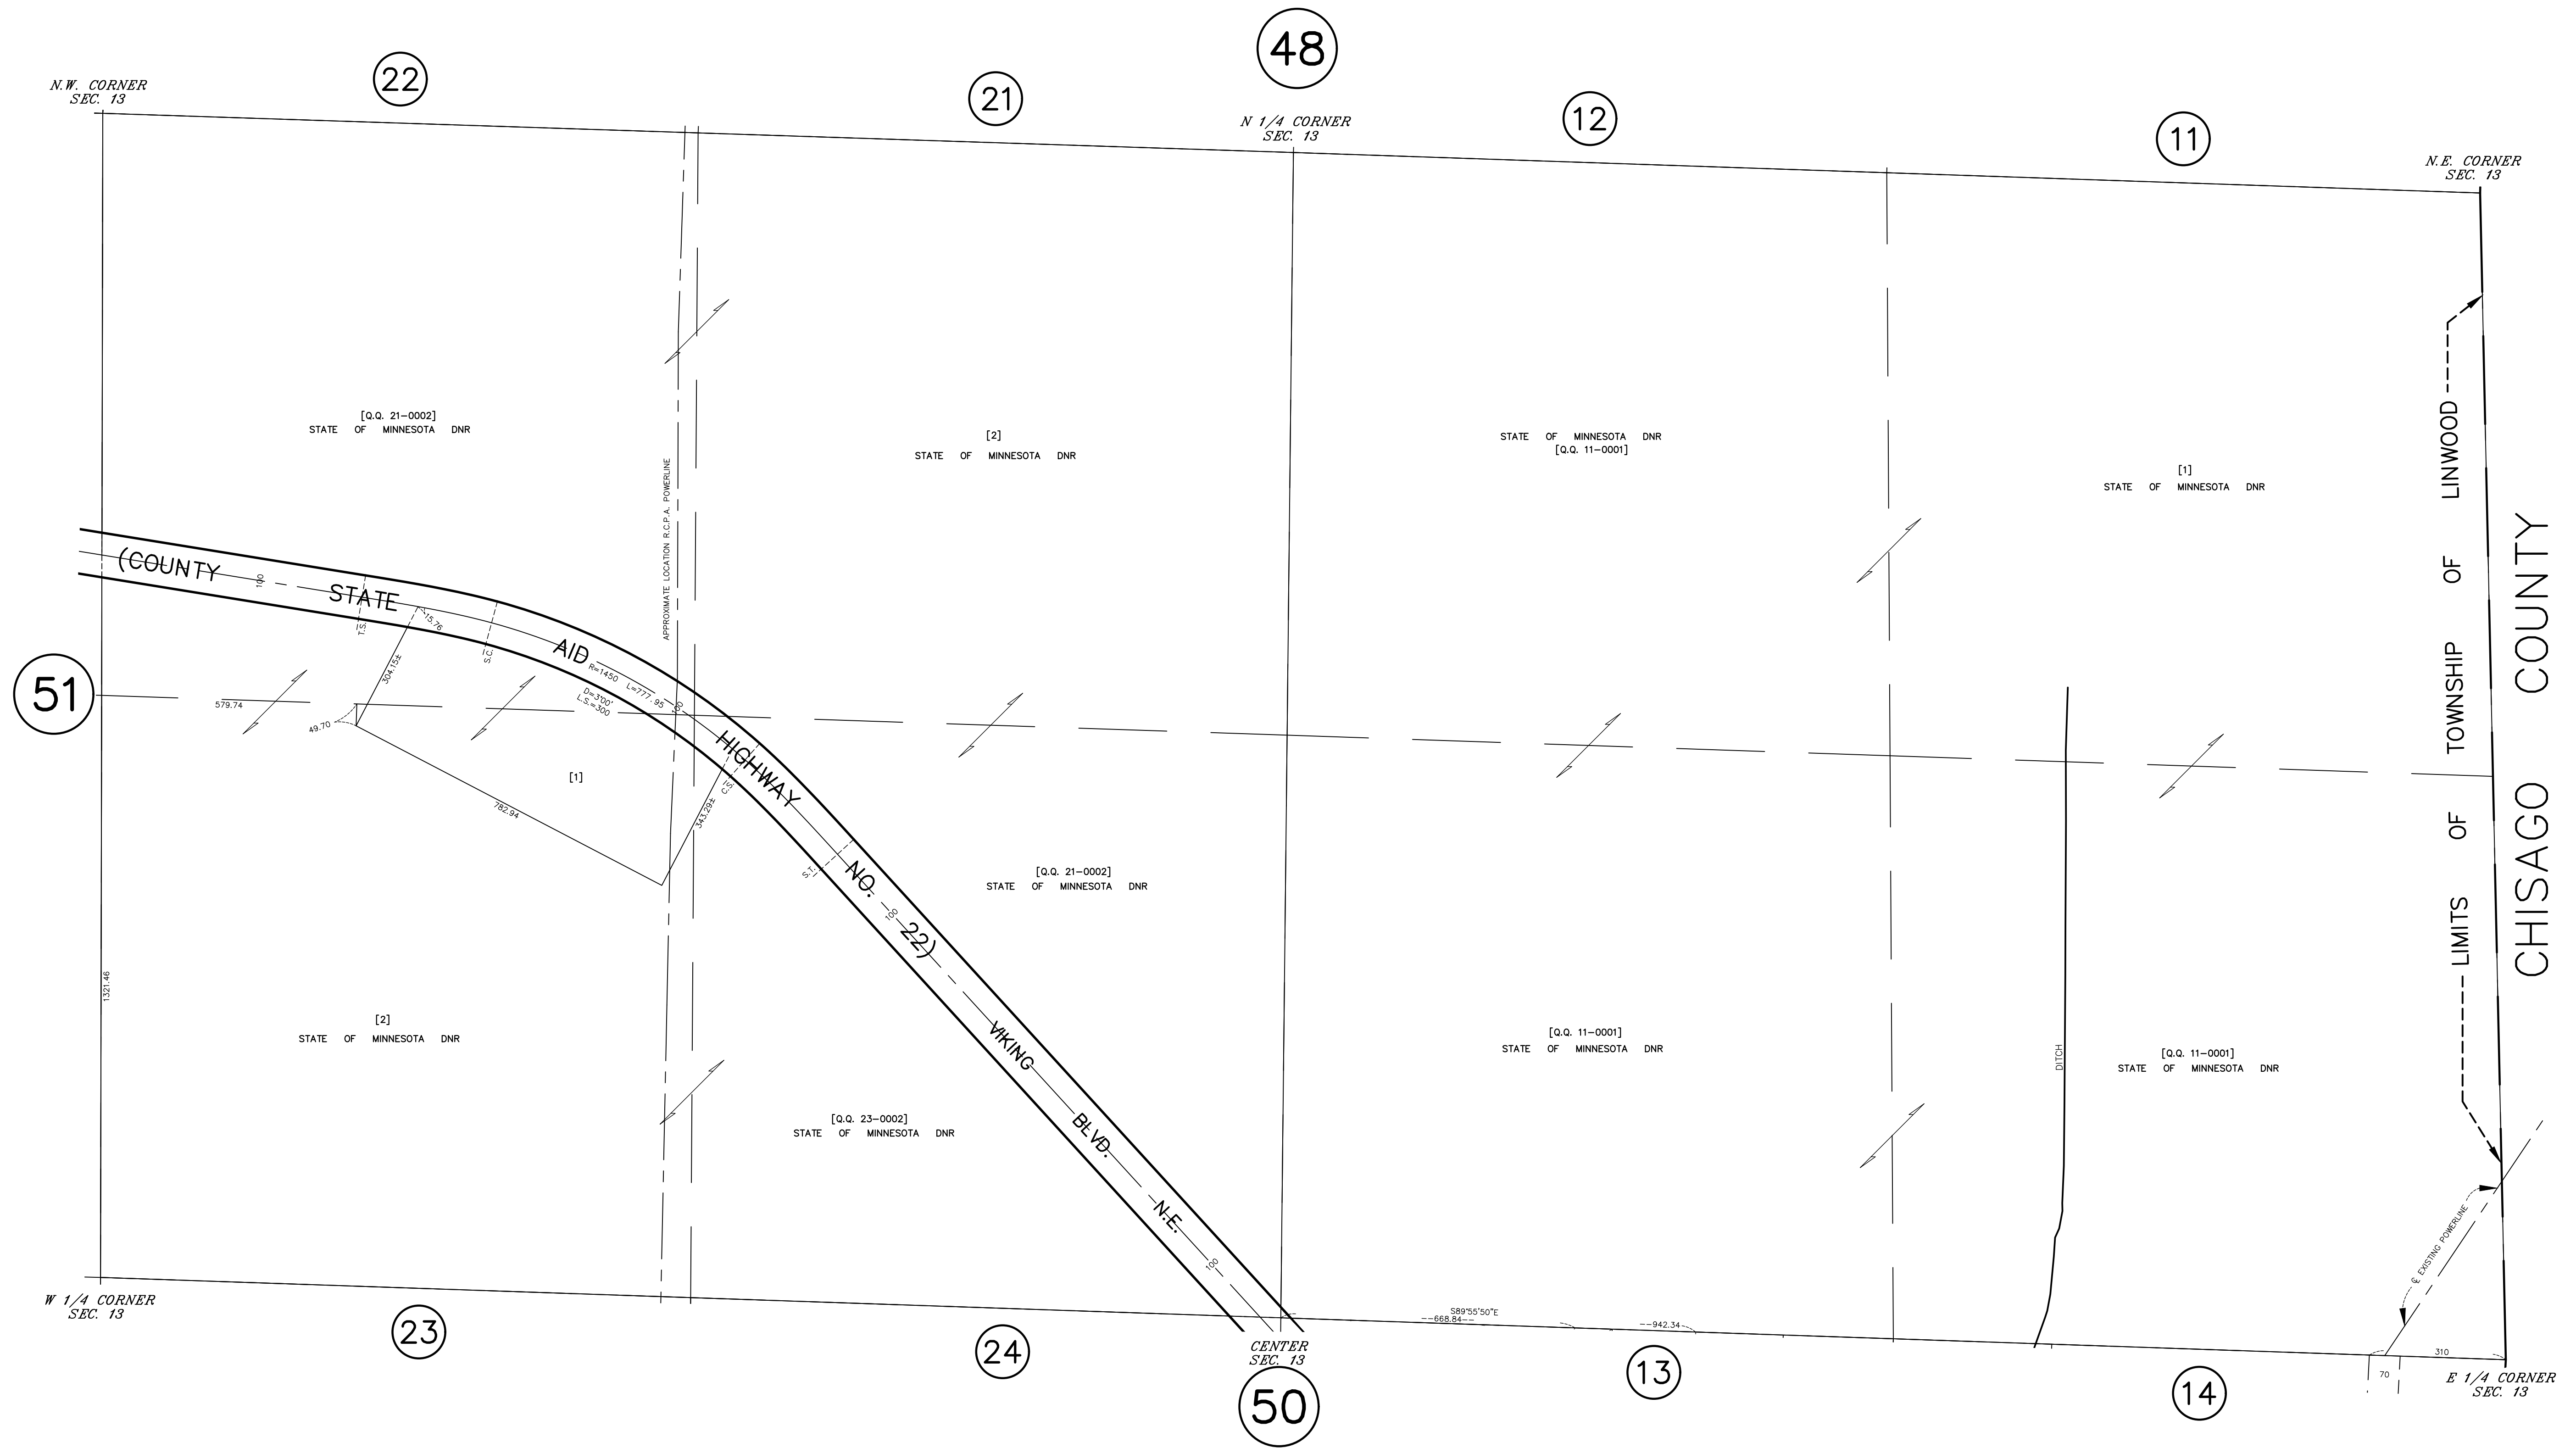 48
22
21
12
11
N.W. CORNER
SEC. 13
N 1/4 CORNER
SEC. 13
N.E. CORNER
SEC. 13
[Q.Q. 21-0002]
STATE OF MINNESOTA DNR
[2]
STATE OF MINNESOTA DNR
STATE OF MINNESOTA DNR
[Q.Q. 11-0001]
[1]
STATE OF MINNESOTA DNR
APPROXIMATE LOCATION R.C.P.A. POWERLINE
LIMITS OF TOWNSHIP OF LINWOOD
CHISAGO COUNTY
(COUNTY STATE AID HIGHWAY NO. 22)
100
T.S.
15.76
S.C.
304.15±
R=1450 L=777.95
D=3°00'
L.S.=300
100
51
579.74
49.70
[1]
782.94
343.29±
C.S.
S.T.
100
[Q.Q. 21-0002]
STATE OF MINNESOTA DNR
1321.46
[2]
STATE OF MINNESOTA DNR
VIKING BLVD. N.E.
100
[Q.Q. 23-0002]
STATE OF MINNESOTA DNR
[Q.Q. 11-0001]
STATE OF MINNESOTA DNR
DITCH
[Q.Q. 11-0001]
STATE OF MINNESOTA DNR
℄ EXISTING POWERLINE
W 1/4 CORNER
SEC. 13
S89°55'50"E
--668.84--
--942.34--
310
70
CENTER
SEC. 13
E 1/4 CORNER
SEC. 13
23
24
13
14
50